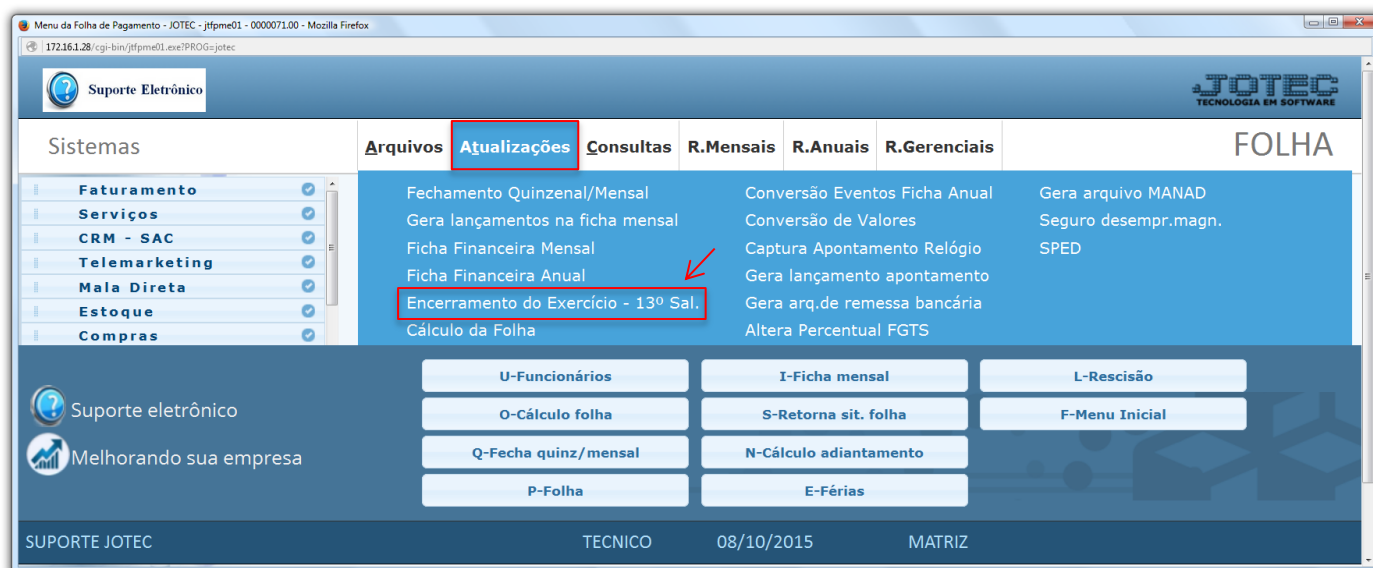 Menu da Folha de Pagamento - JOTEC - jtfpme01 - 0000071.00 - Mozilla Firefox
172.16.1.28/cgi-bin/jtfpme01.exe?PROG=jotec
Suporte Eletrônico
JOTEC
TECNOLOGIA EM SOFTWARE
Sistemas
Arquivos Atualizações Consultas R.Mensais R.Anuais R.Gerenciais
FOLHA
Faturamento
Serviços
CRM - SAC
Telemarketing
Mala Direta
Estoque
Compras
Fechamento Quinzenal/Mensal
Gera lançamentos na ficha mensal
Ficha Financeira Mensal
Ficha Financeira Anual
Encerramento do Exercício - 13º Sal.
Cálculo da Folha
Conversão Eventos Ficha Anual
Conversão de Valores
Captura Apontamento Relógio
Gera lançamento apontamento
Gera arq.de remessa bancária
Altera Percentual FGTS
Gera arquivo MANAD
Seguro desempr.magn.
SPED
Suporte eletrônico
Melhorando sua empresa
U-Funcionários I-Ficha mensal L-Rescisão
O-Cálculo folha S-Retorna sit. folha F-Menu Inicial
Q-Fecha quinz/mensal N-Cálculo adiantamento
P-Folha E-Férias
SUPORTE JOTEC TECNICO 08/10/2015 MATRIZ